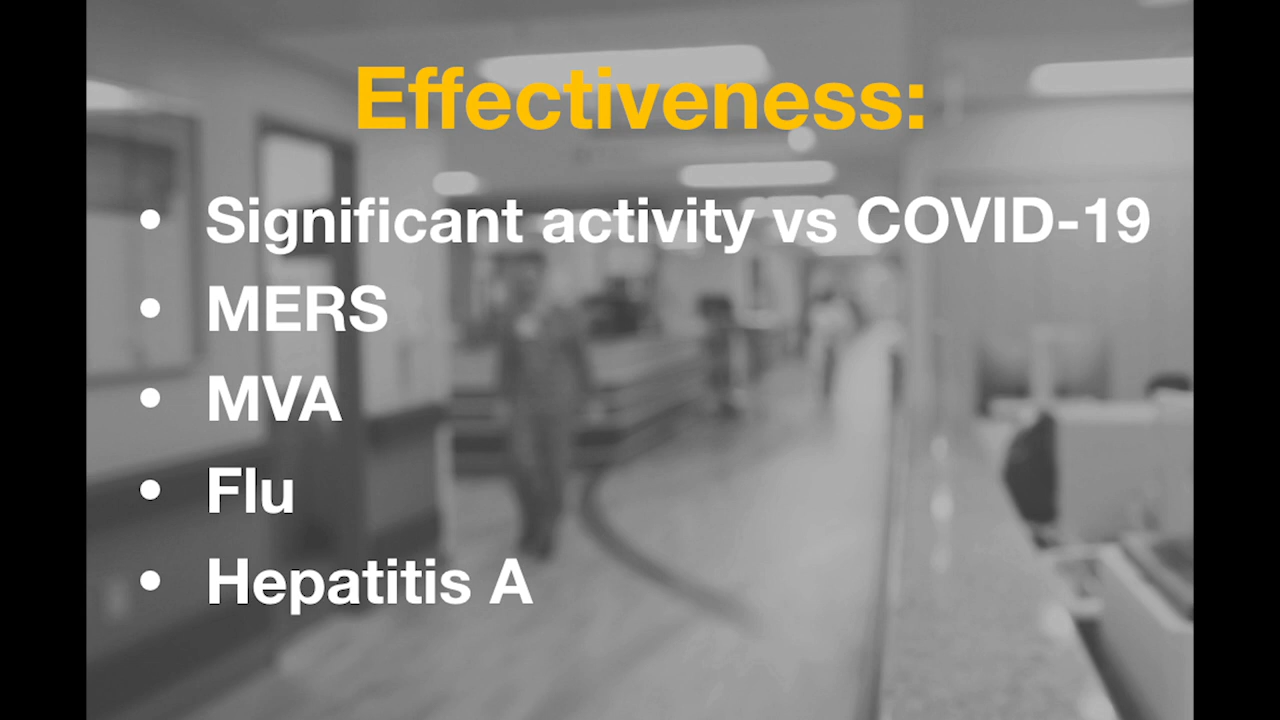 Effectiveness:
• Significant activity vs COVID-19
• MERS
• MVA
• Flu
• Hepatitis A